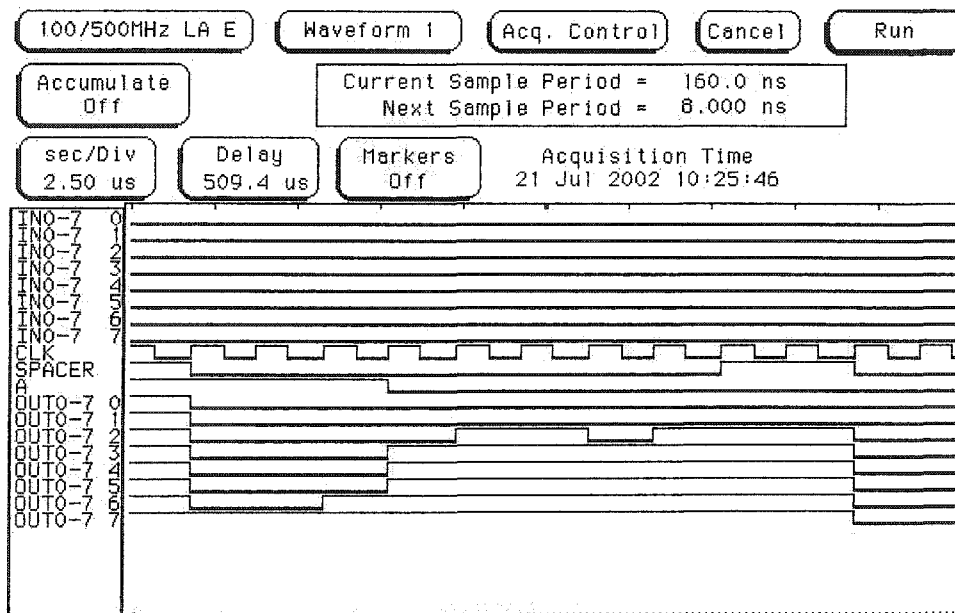 100/500MHz LA E Waveform 1 Acq. Control Cancel Run
Accumulate Off
Current Sample Period = 160.0 ns
Next Sample Period = 8.000 ns
sec/Div 2.50 us
Delay 509.4 us
Markers Off
Acquisition Time
21 Jul 2002 10:25:46
IN0-7 0
IN0-7 1
IN0-7 2
IN0-7 3
IN0-7 4
IN0-7 5
IN0-7 6
IN0-7 7
CLK
SPACER
A
OUT0-7 0
OUT0-7 1
OUT0-7 2
OUT0-7 3
OUT0-7 4
OUT0-7 5
OUT0-7 6
OUT0-7 7